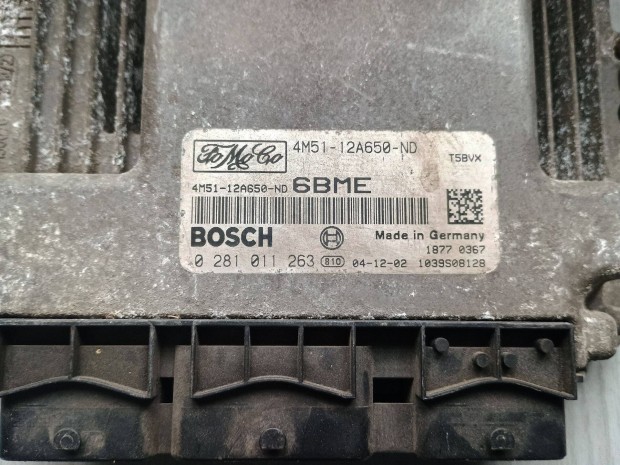 FoMoCo 4M51-12A650-ND
T5BVX
4M51-12A650-ND 6BME
BOSCH Made in Germany
1877 0367
0 281 011 263 810 04-12-02 1039S08128